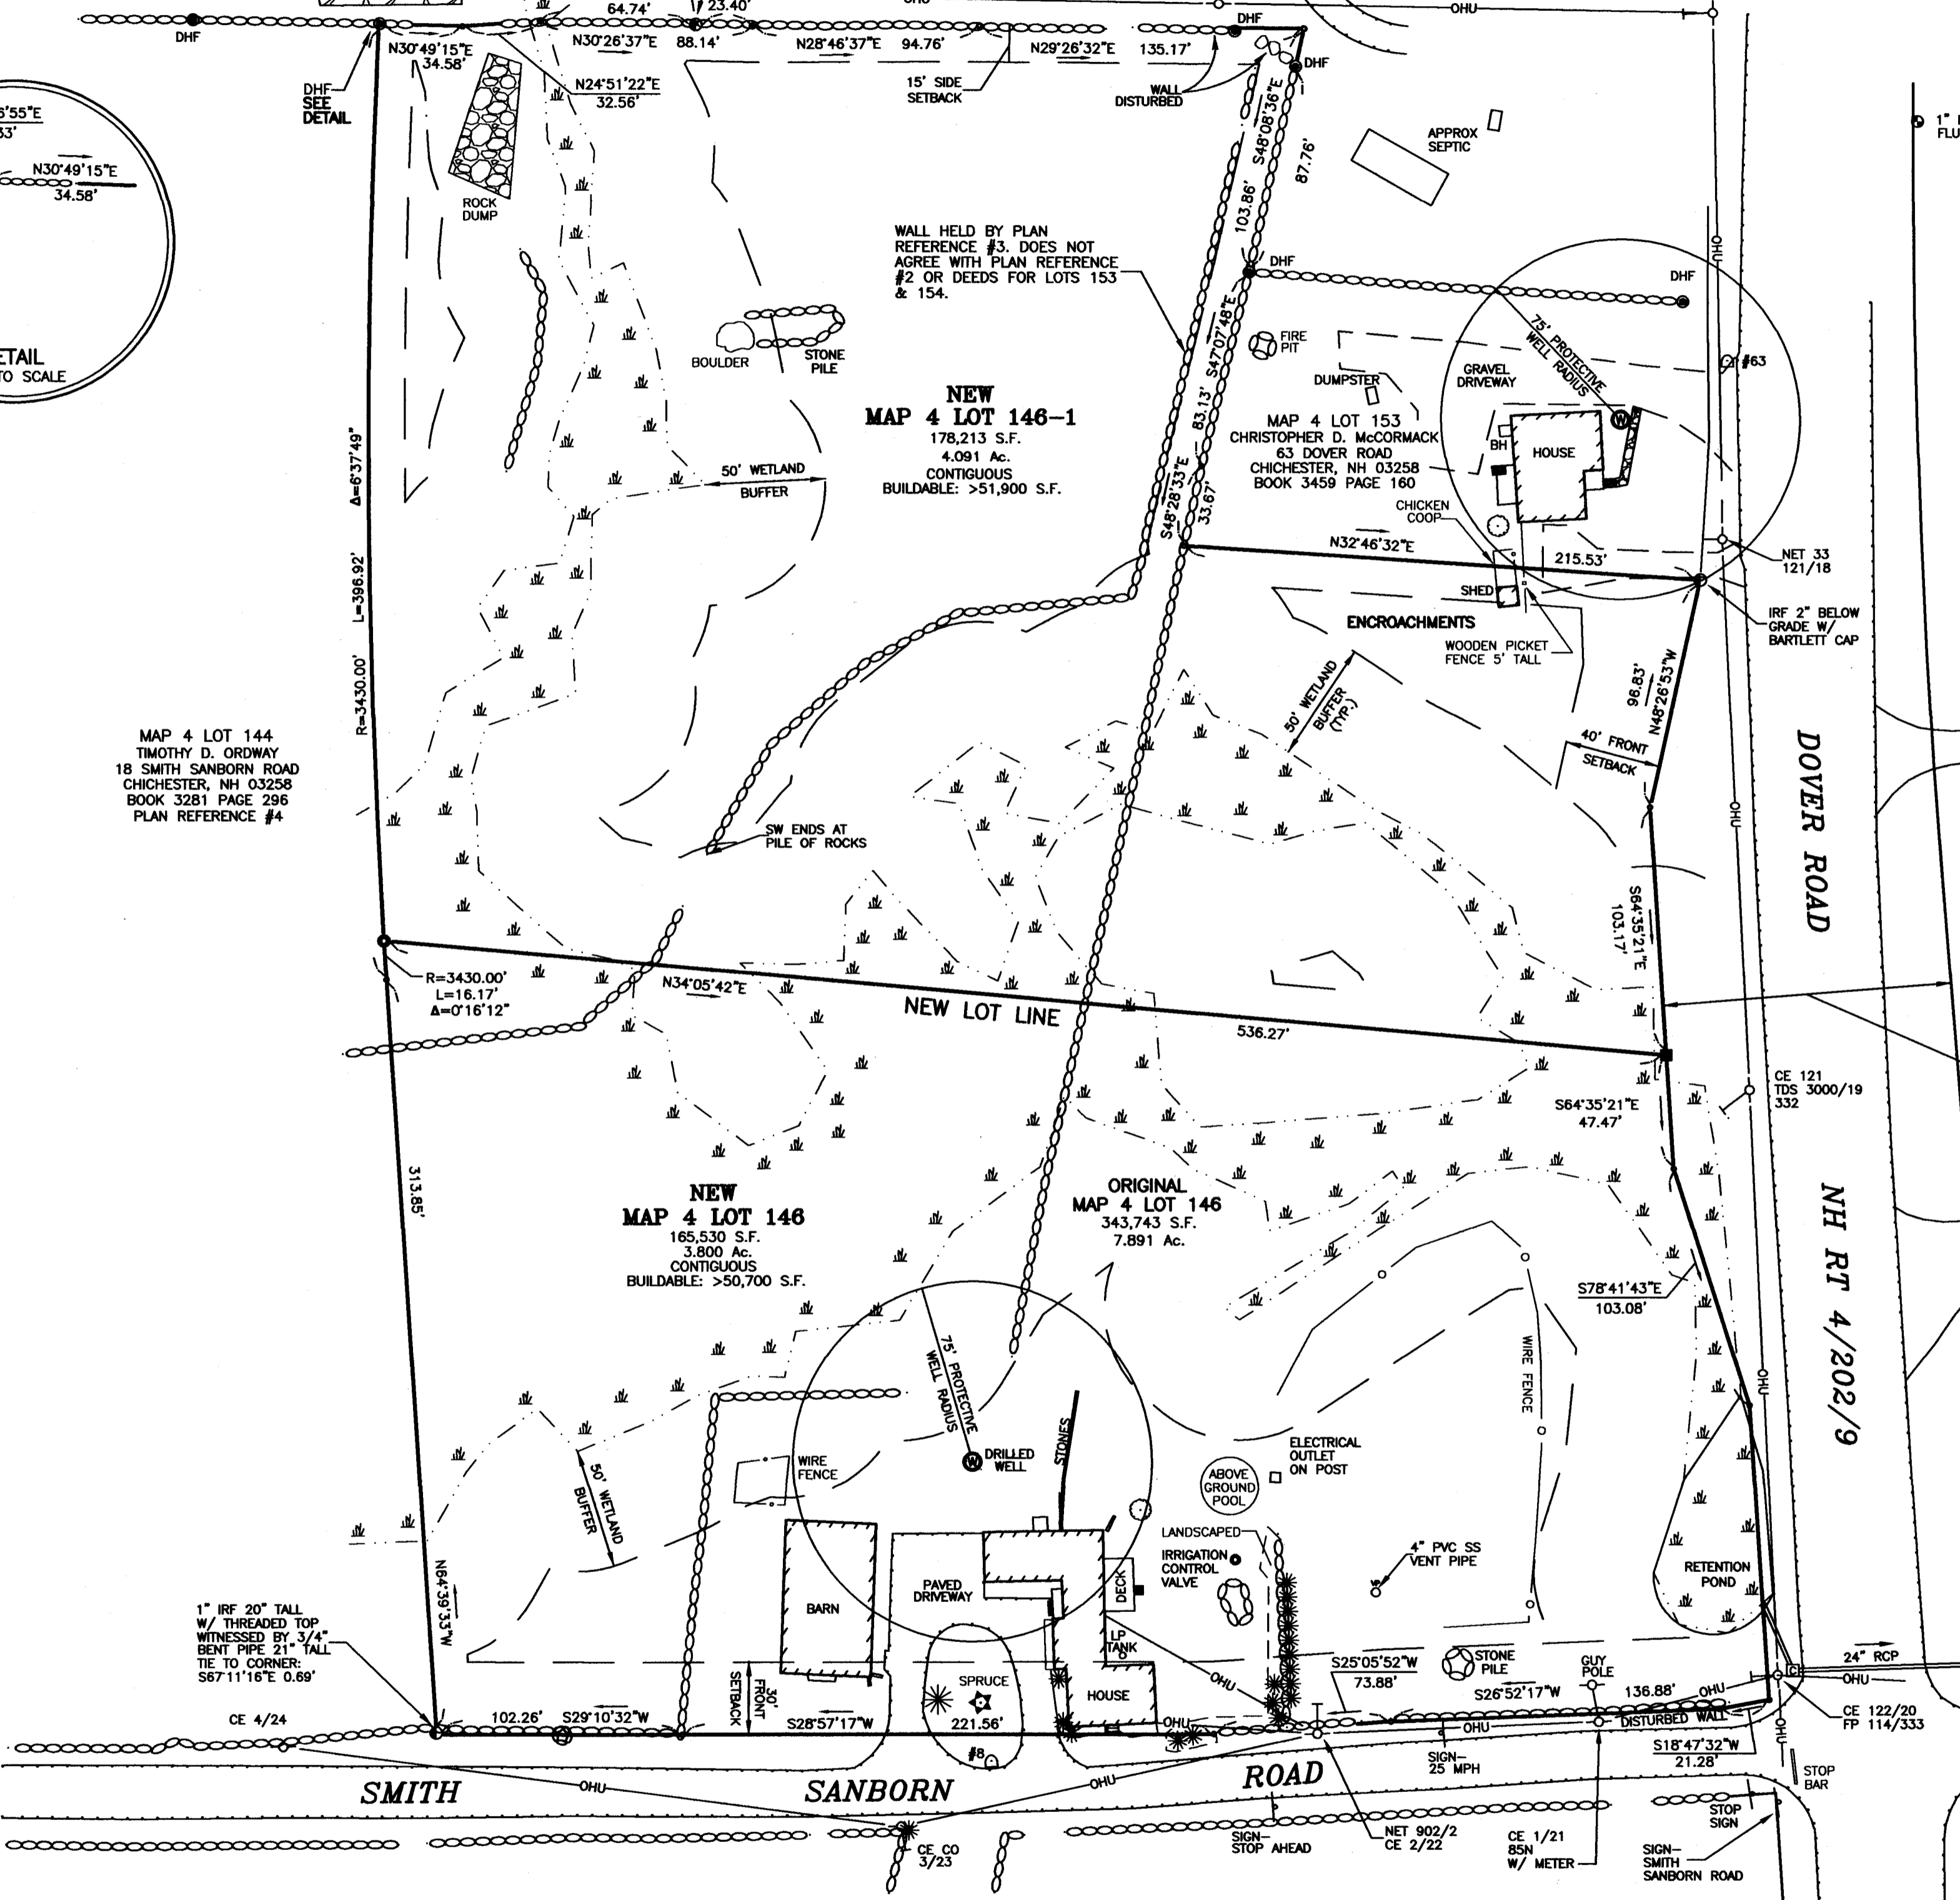 64.74'
23.40'
OHU
DHF
DHF
N30°49'15"E
34.58'
N30°26'37"E 88.14'
N28°46'37"E 94.76'
N29°26'32"E 135.17'
DHF
DHF
SEE
DETAIL
N24°51'22"E
32.56'
15' SIDE
SETBACK
WALL
DISTURBED
S48°08'36"E
87.76'
103.86'
APPROX
SEPTIC
N30°49'15"E
34.58'
ROCK
DUMP
WALL HELD BY PLAN
REFERENCE #3. DOES NOT
AGREE WITH PLAN REFERENCE
#2 OR DEEDS FOR LOTS 153
& 154.
DHF
DHF
OHU
S47°07'48"E
83.13'
FIRE
PIT
75' PROTECTIVE
WELL RADIUS
#63
BOULDER
STONE
PILE
TO SCALE
DUMPSTER
GRAVEL
DRIVEWAY
NEW
MAP 4 LOT 146-1
178,213 S.F.
4.091 Ac.
CONTIGUOUS
BUILDABLE: >51,900 S.F.
MAP 4 LOT 153
CHRISTOPHER D. McCORMACK
63 DOVER ROAD
CHICHESTER, NH 03258
BOOK 3459 PAGE 160
BH
W
HOUSE
50' WETLAND
BUFFER
Δ=6°37'49"
L=396.92'
R=3430.00'
S48°28'33"E
33.67'
CHICKEN
COOP
N32°46'32"E
215.53'
NET 33
121/18
SHED
ENCROACHMENTS
WOODEN PICKET
FENCE 5' TALL
IRF 2" BELOW
GRADE W/
BARTLETT CAP
50' WETLAND
BUFFER
(TYP.)
96.83'
N48°26'53"W
40' FRONT
SETBACK
MAP 4 LOT 144
TIMOTHY D. ORDWAY
18 SMITH SANBORN ROAD
CHICHESTER, NH 03258
BOOK 3281 PAGE 296
PLAN REFERENCE #4
SW ENDS AT
PILE OF ROCKS
OHU
DOVER ROAD
S64°35'21"E
103.17'
R=3430.00'
L=16.17'
Δ=0°16'12"
N34°05'42"E
NEW LOT LINE
536.27'
CE 121
TDS 3000/19
332
S64°35'21"E
47.47'
313.85'
NEW
MAP 4 LOT 146
165,530 S.F.
3.800 Ac.
CONTIGUOUS
BUILDABLE: >50,700 S.F.
ORIGINAL
MAP 4 LOT 146
343,743 S.F.
7.891 Ac.
NH RT 4/202/9
S78°41'43"E
103.08'
WIRE FENCE
OHU
75' PROTECTIVE
WELL RADIUS
W
DRILLED
WELL
STONES
WIRE
FENCE
50' WETLAND
BUFFER
ELECTRICAL
OUTLET
ON POST
ABOVE
GROUND
POOL
LANDSCAPED
IRRIGATION
CONTROL
VALVE
4" PVC SS
VENT PIPE
RETENTION
POND
N64°39'33"W
1" IRF 20" TALL
W/ THREADED TOP
WITNESSED BY 3/4"
BENT PIPE 21" TALL
TIE TO CORNER:
S67°11'16"E 0.69'
BARN
PAVED
DRIVEWAY
DECK
LP
TANK
OHU
STONE
PILE
GUY
POLE
C
24" RCP
OHU
SPRUCE
HOUSE
30'
FRONT
SETBACK
S25°05'52"W
73.88'
S26°52'17"W
136.88'
OHU
CE 4/24
102.26'
S29°10'32"W
S28°57'17"W
221.56'
OHU
OHU
DISTURBED WALL
CE 122/20
FP 114/333
#8
S18°47'32"W
21.28'
OHU
SMITH SANBORN ROAD
OHU
OHU
SIGN-
25 MPH
STOP
BAR
STOP
SIGN
CE CO
3/23
SIGN-
STOP AHEAD
NET 902/2
CE 2/22
CE 1/21
85N
W/ METER
SIGN-
SMITH
SANBORN ROAD